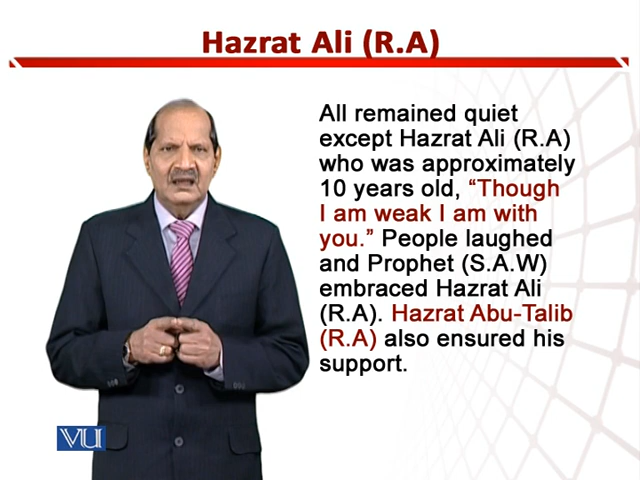 Hazrat Ali (R.A)
All remained quiet
except Hazrat Ali (R.A)
who was approximately
10 years old, “Though
I am weak I am with
you.” People laughed
and Prophet (S.A.W)
embraced Hazrat Ali
(R.A). Hazrat Abu-Talib
(R.A) also ensured his
support.
VU